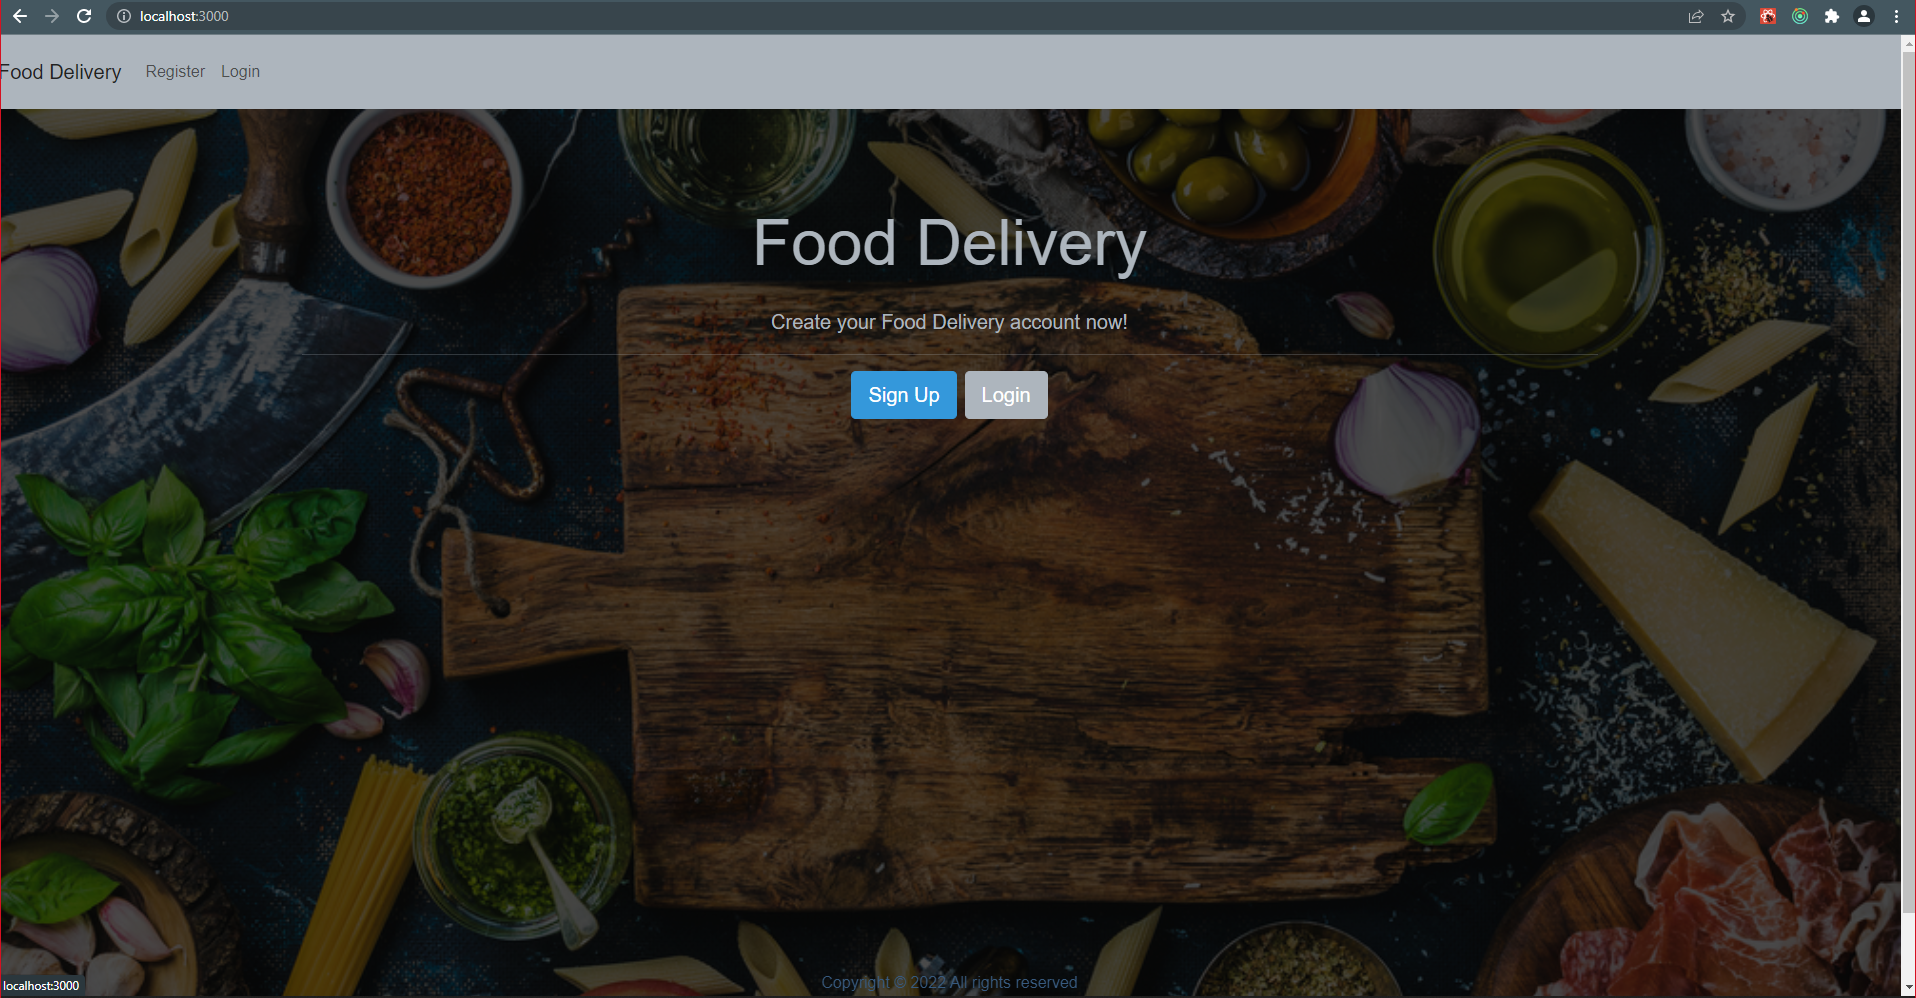 localhost:3000
Food Delivery Register Login
Food Delivery
Create your Food Delivery account now!
Sign Up Login
Copyright © 2022 All rights reserved
localhost:3000